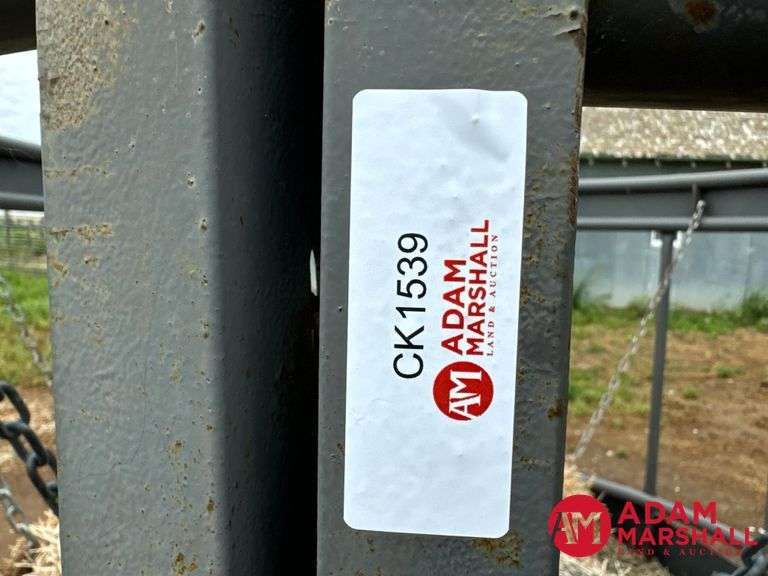 CK1539
AM
ADAM
MARSHALL
LAND & AUCTION
AM
ADAM
MARSHALL
LAND & AUCTION